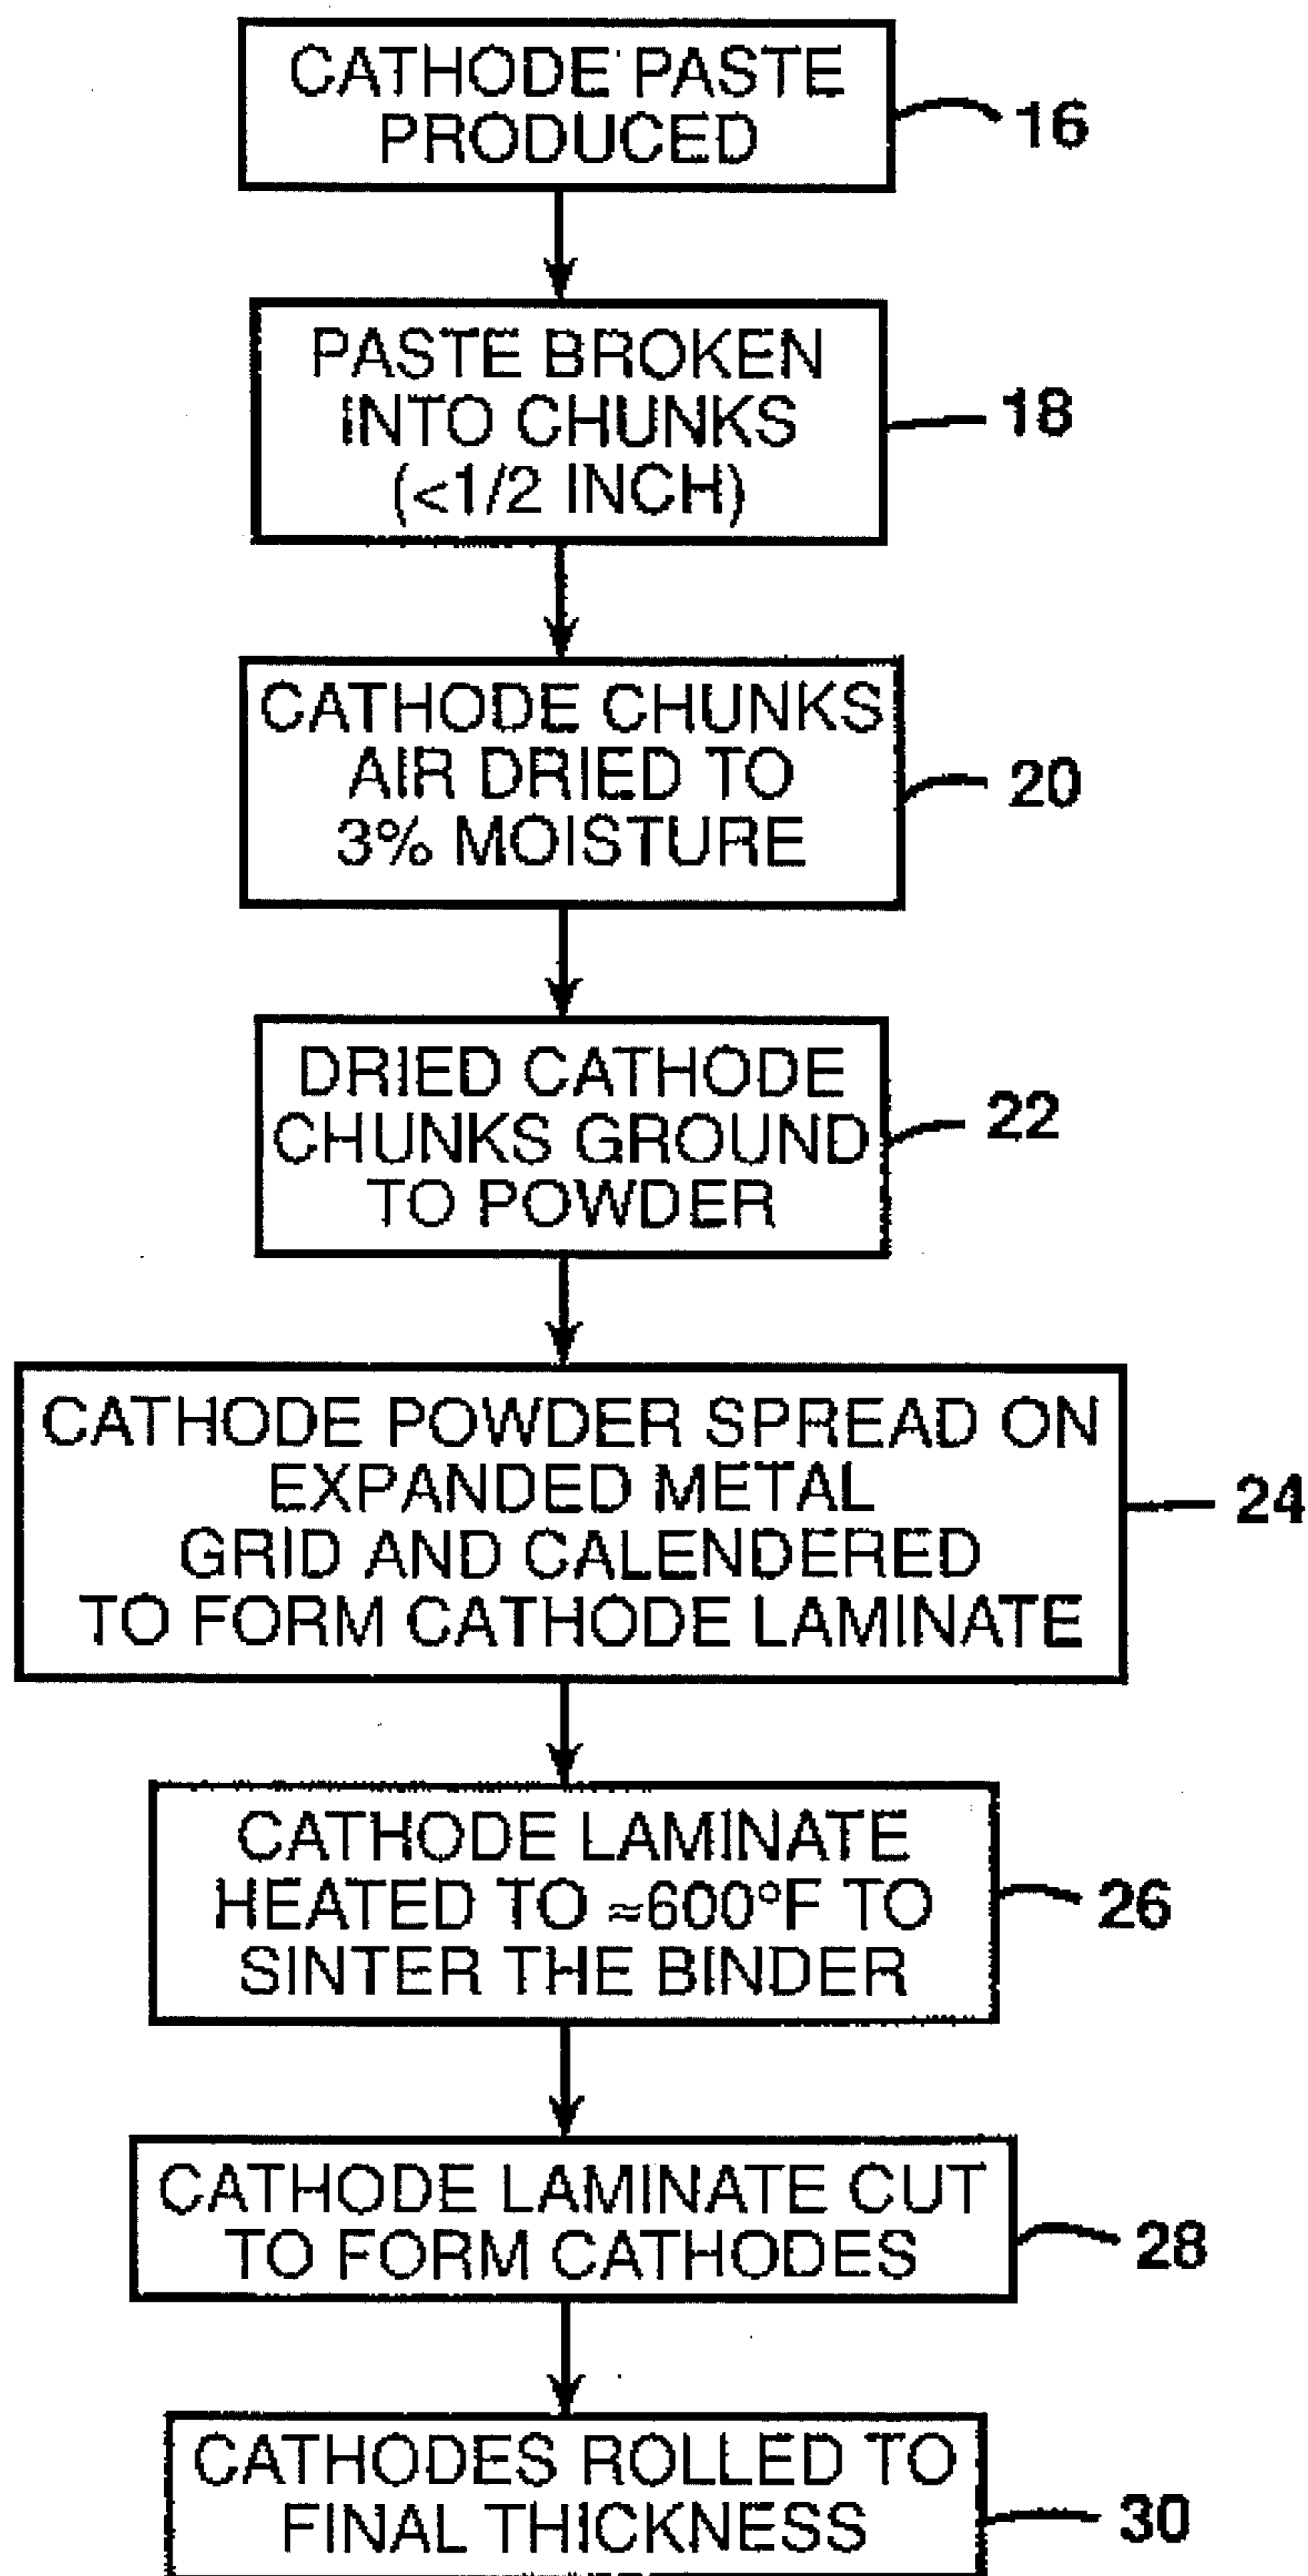 CATHODE PASTE
PRODUCED
16
PASTE BROKEN
INTO CHUNKS
(<1/2 INCH)
18
CATHODE CHUNKS
AIR DRIED TO
3% MOISTURE
20
DRIED CATHODE
CHUNKS GROUND
TO POWDER
22
CATHODE POWDER SPREAD ON
EXPANDED METAL
GRID AND CALENDERED
TO FORM CATHODE LAMINATE
24
CATHODE LAMINATE
HEATED TO ≈600°F TO
SINTER THE BINDER
26
CATHODE LAMINATE CUT
TO FORM CATHODES
28
CATHODES ROLLED TO
FINAL THICKNESS
30